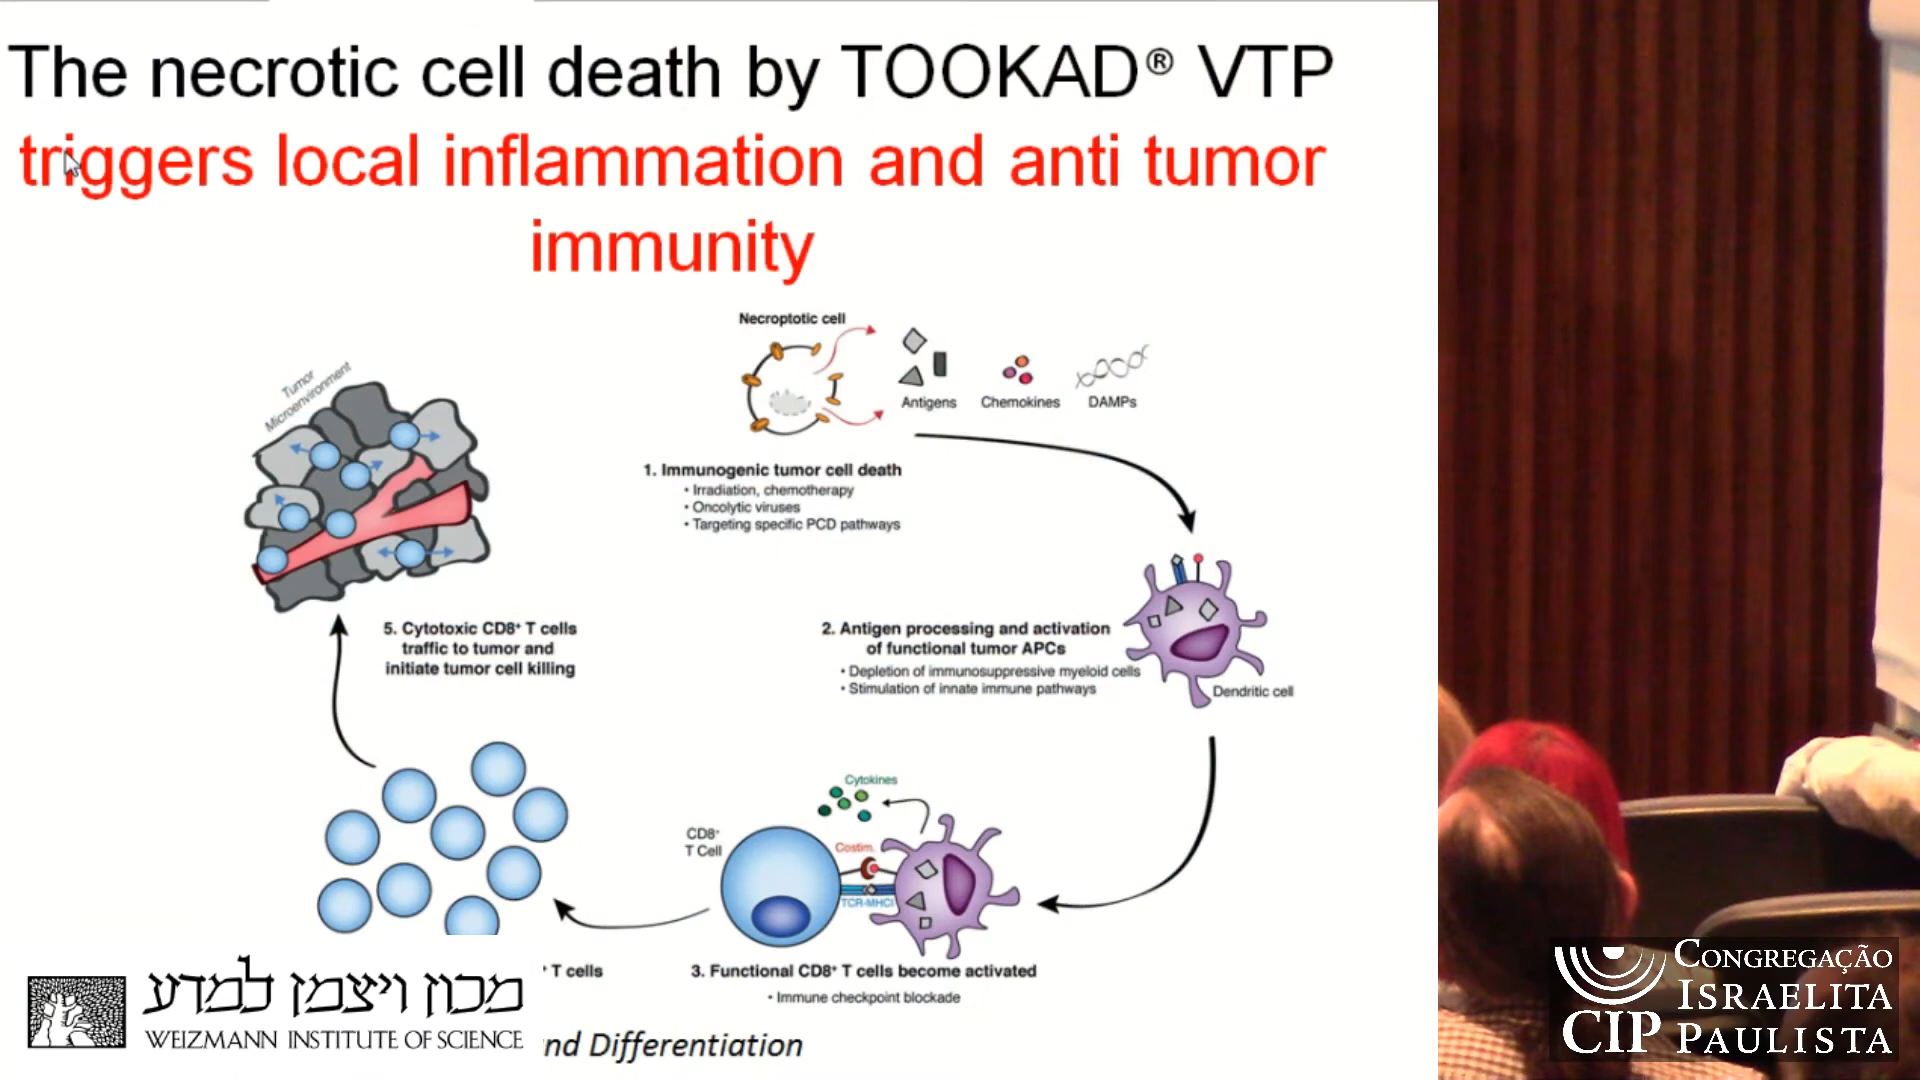 The necrotic cell death by TOOKAD® VTP
triggers local inflammation and anti tumor
immunity
Necroptotic cell
Antigens
Chemokines
DAMPs
1. Immunogenic tumor cell death
• Irradiation, chemotherapy
• Oncolytic viruses
• Targeting specific PCD pathways
Tumor
Microenvironment
2. Antigen processing and activation
of functional tumor APCs
• Depletion of immunosuppressive myeloid cells
• Stimulation of innate immune pathways
Dendritic cell
5. Cytotoxic CD8⁺ T cells
traffic to tumor and
initiate tumor cell killing
Cytokines
CD8⁺
T Cell
Costim.
TCR-MHCI
⁺ T cells
3. Functional CD8⁺ T cells become activated
• Immune checkpoint blockade
nd Differentiation
מכון ויצמן למדע
WEIZMANN INSTITUTE OF SCIENCE
CIP
CONGREGAÇÃO
ISRAELITA
PAULISTA